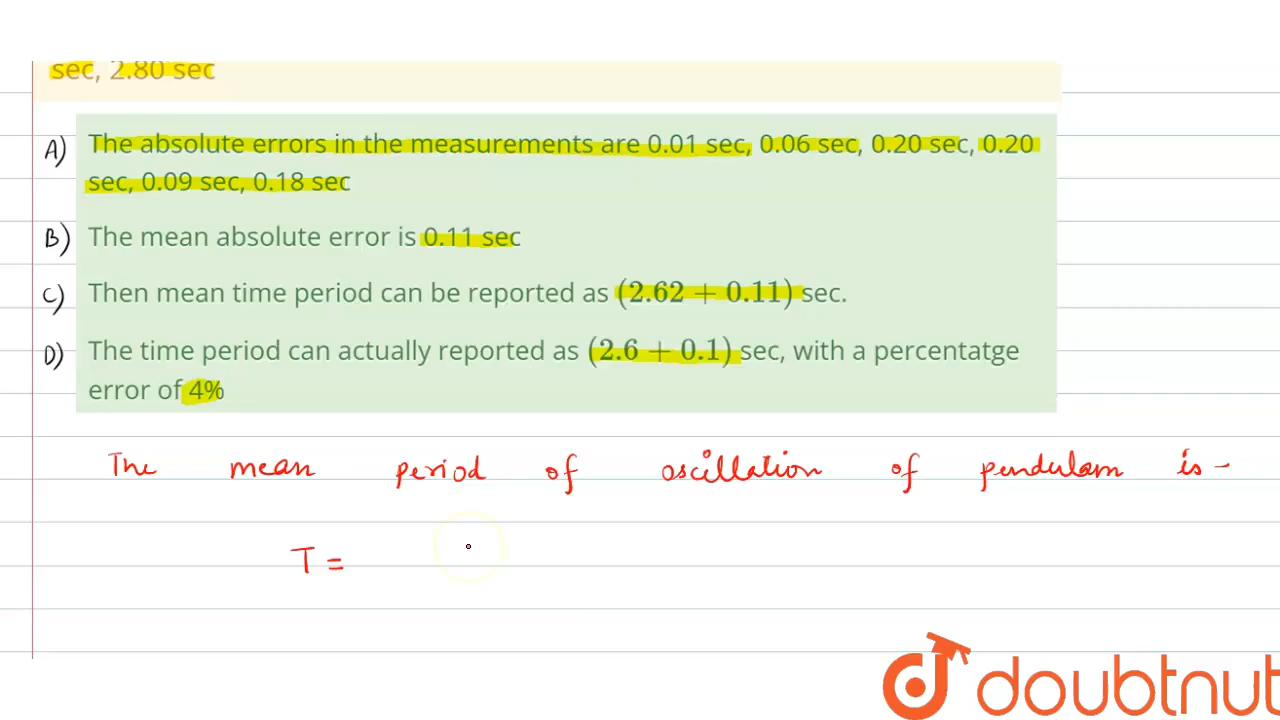 sec, 2.80 sec
A) The absolute errors in the measurements are 0.01 sec, 0.06 sec, 0.20 sec, 0.20
sec, 0.09 sec, 0.18 sec
B) The mean absolute error is 0.11 sec
C) Then mean time period can be reported as (2.62 + 0.11) sec.
D) The time period can actually reported as (2.6 + 0.1) sec, with a percentatge
error of 4%
The mean period of oscillation of pendulam is -
T =
doubtnut